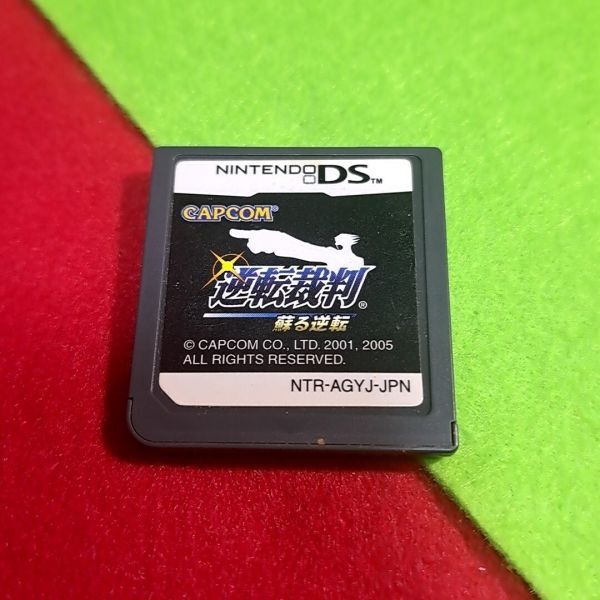 NINTENDO DS™
CAPCOM®
逆転裁判®
蘇る逆転
© CAPCOM CO., LTD. 2001, 2005
ALL RIGHTS RESERVED.
NTR-AGYJ-JPN